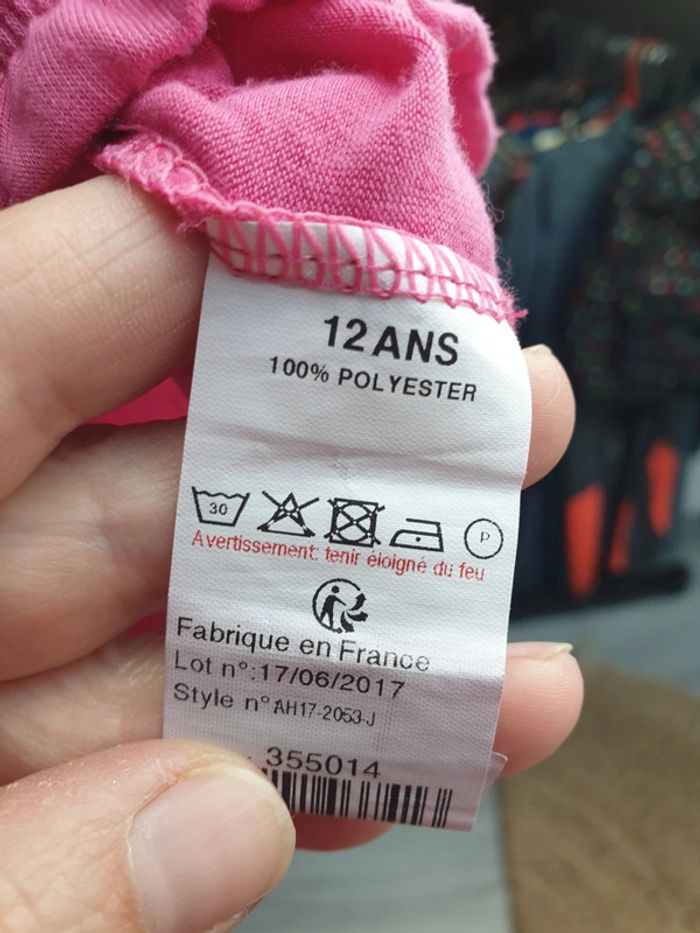 12 ANS
100% POLYESTER
30
P
Avertissement: tenir éloigné du feu
Fabrique en France
Lot n°:17/06/2017
Style n° AH17-2053-J
355014